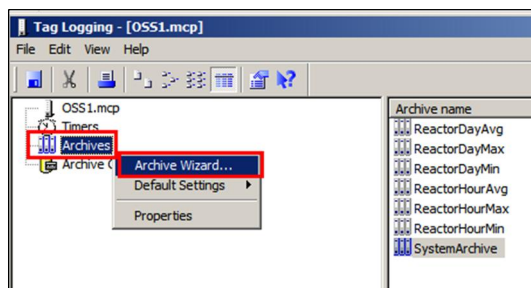 Tag Logging - [OSS1.mcp]
File Edit View Help
OSS1.mcp
Timers
Archives
Archive
Archive Wizard...
Default Settings
Properties
Archive name
ReactorDayAvg
ReactorDayMax
ReactorDayMin
ReactorHourAvg
ReactorHourMax
ReactorHourMin
SystemArchive